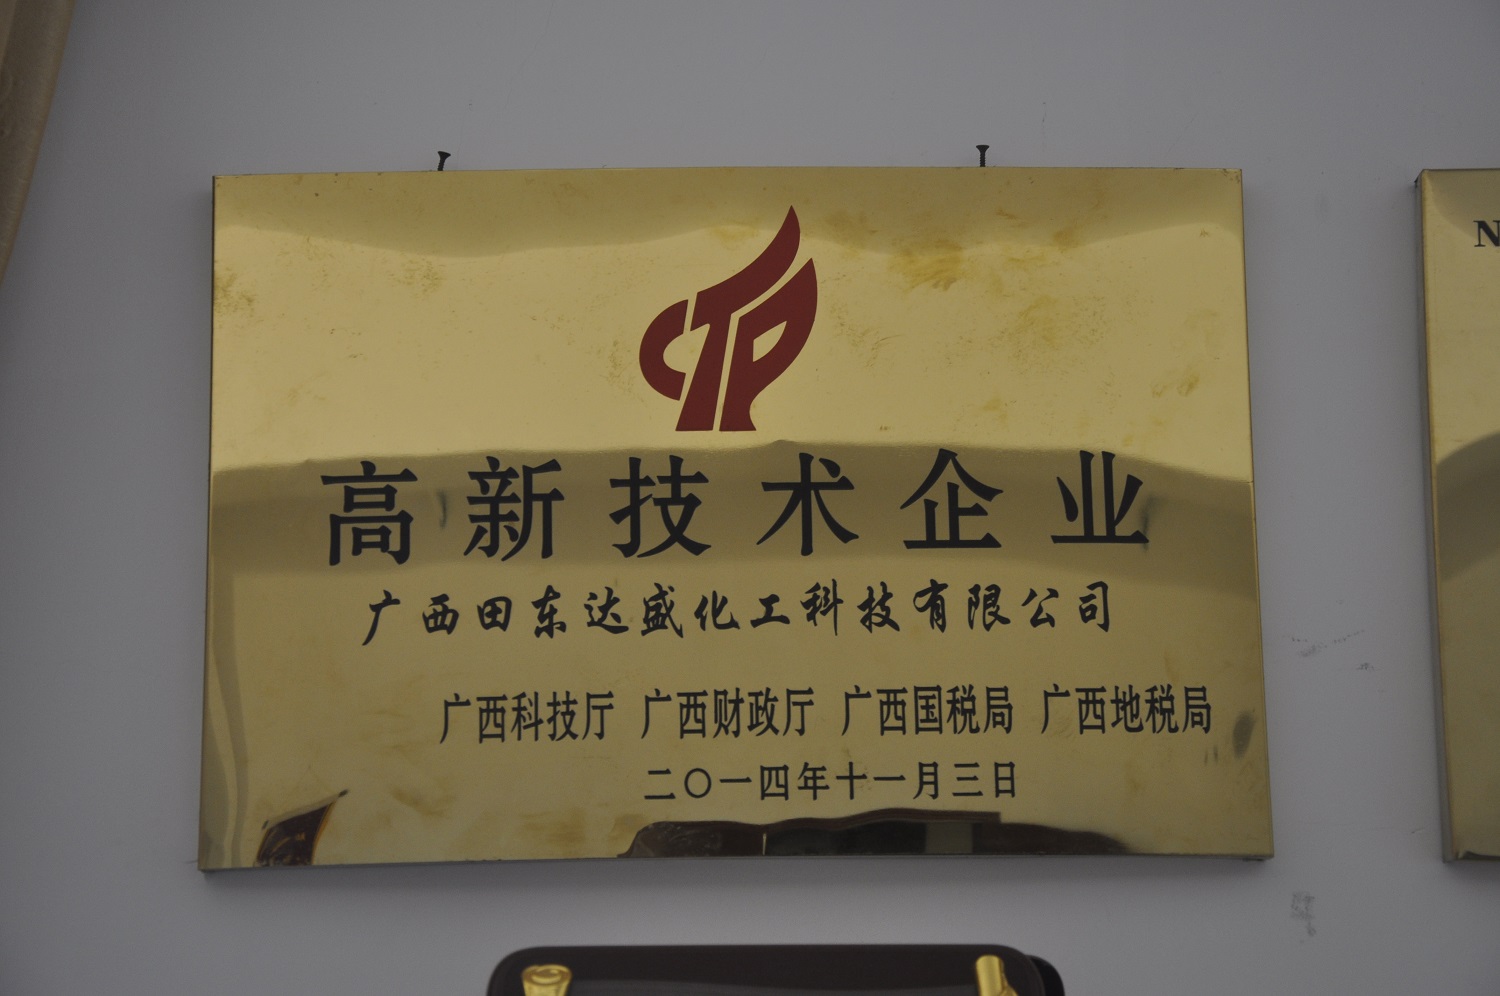 CTP
高新技术企业
广西田东达盛化工科技有限公司
广西科技厅 广西财政厅 广西国税局 广西地税局
二〇一四年十一月三日
N